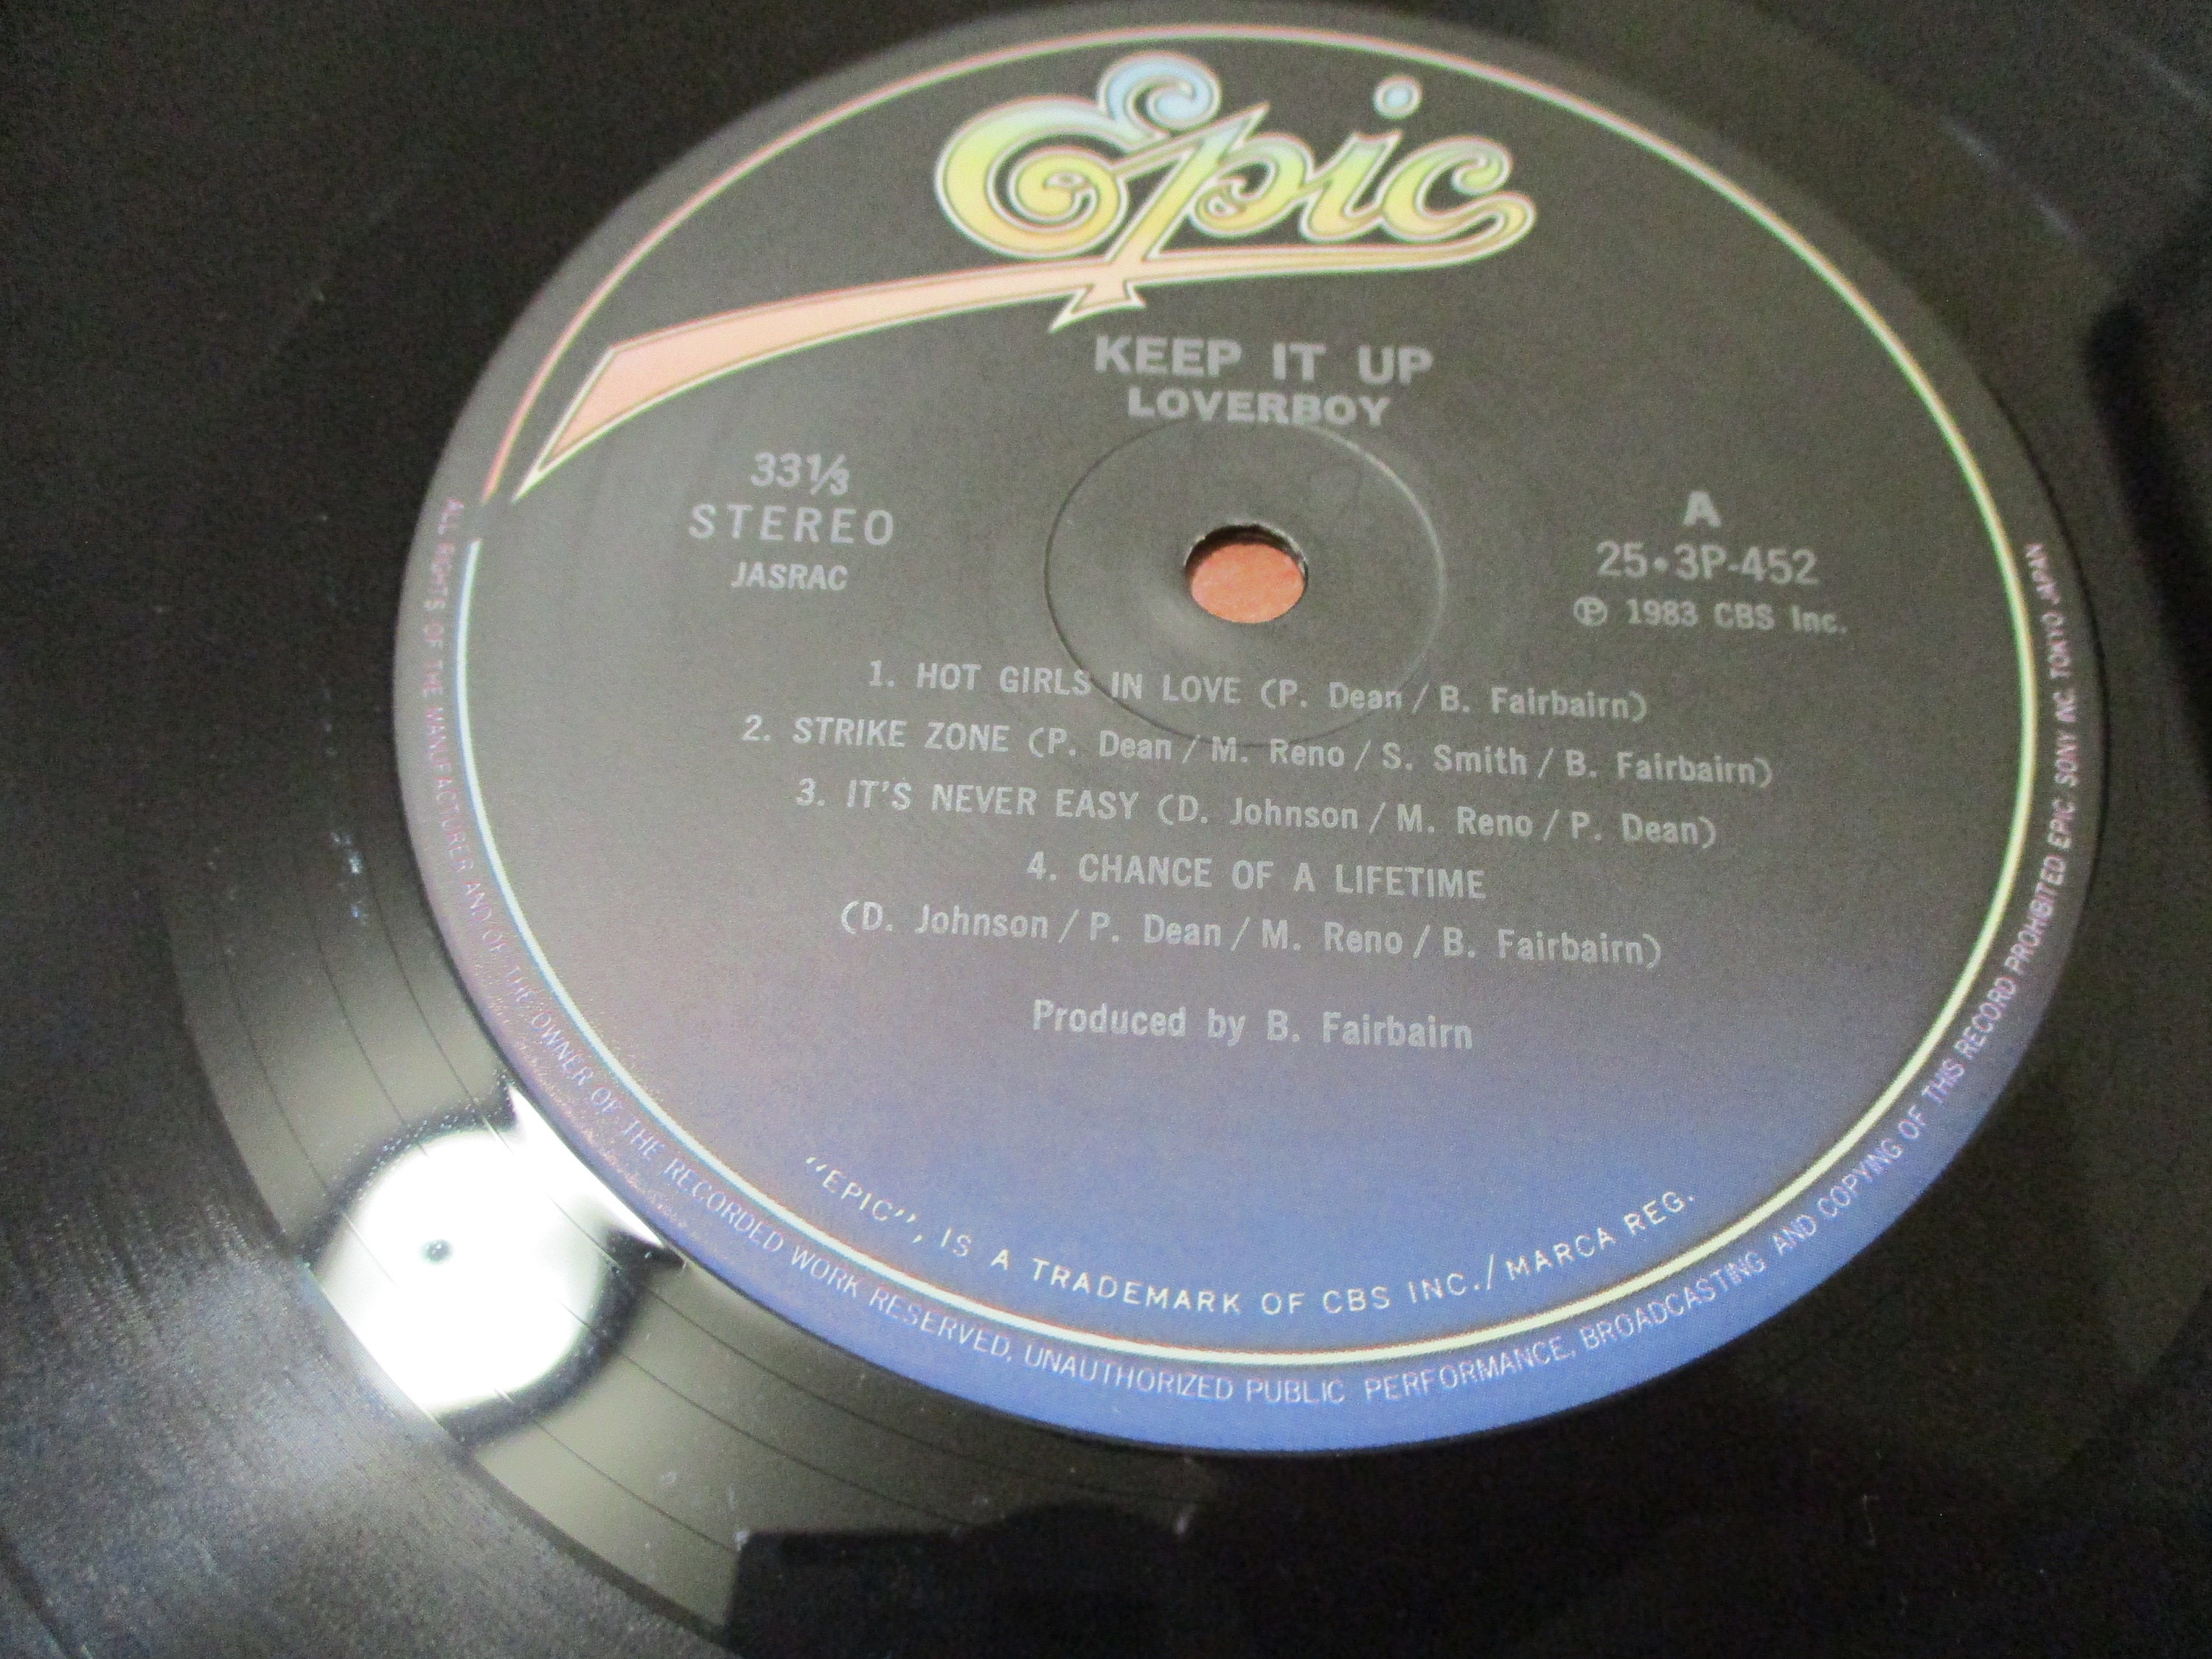 Epic
KEEP IT UP
LOVERBOY
33⅓
STEREO
JASRAC
A
25•3P-452
℗ 1983 CBS Inc.
1. HOT GIRLS IN LOVE (P. Dean / B. Fairbairn)
2. STRIKE ZONE (P. Dean / M. Reno / S. Smith / B. Fairbairn)
3. IT'S NEVER EASY (D. Johnson / M. Reno / P. Dean)
4. CHANCE OF A LIFETIME
(D. Johnson / P. Dean / M. Reno / B. Fairbairn)
Produced by B. Fairbairn
"EPIC", IS A TRADEMARK OF CBS INC./MARCA REG.
ALL RIGHTS OF THE MANUFACTURER AND OF THE OWNER OF THE RECORDED WORK RESERVED, UNAUTHORIZED PUBLIC PERFORMANCE, BROADCASTING AND COPYING OF THIS RECORD PROHIBITED EPIC. SONY INC. TOKYO JAPAN